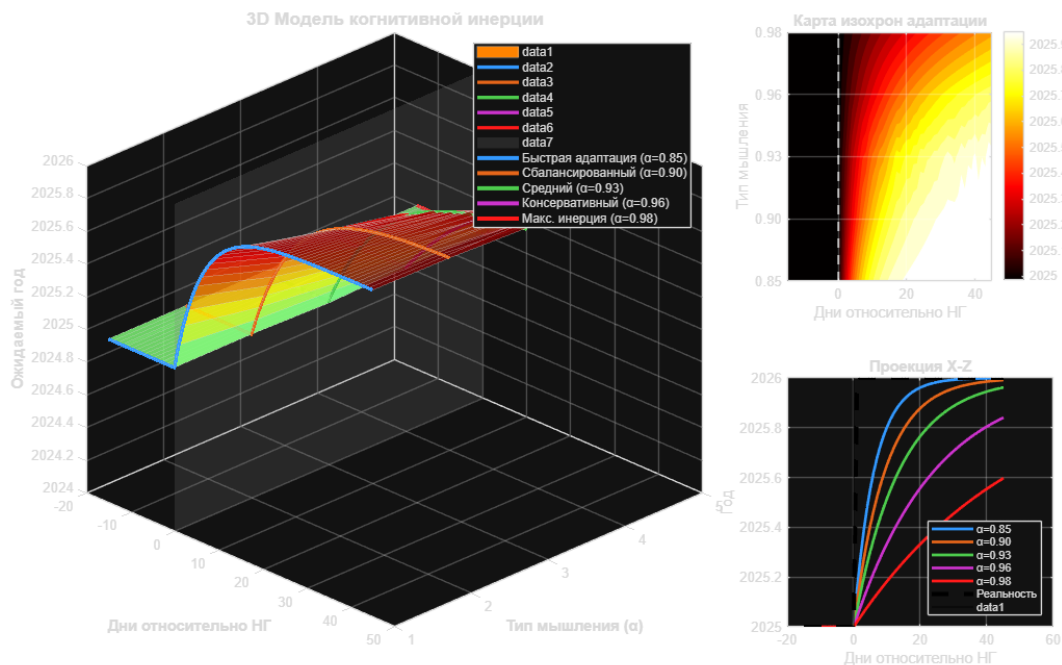 3D Модель когнитивной инерции
data1
data2
data3
data4
data5
data6
data7
Быстрая адаптация (α=0.85)
Сбалансированный (α=0.90)
Средний (α=0.93)
Консервативный (α=0.96)
Макс. инерция (α=0.98)
Ожидаемый год
2026
2025.8
2025.6
2025.4
2025.2
2025
2024.8
2024.6
2024.4
2024.2
2024
-20
-10
0
10
20
30
40
50
Дни относительно НГ
1
2
3
4
5
Тип мышления (α)
Год
Карта изохрон адаптации
Тип мышления
0.98
0.96
0.93
0.90
0.85
0
20
40
Дни относительно НГ
Проекция X-Z
2026
2025.8
2025.6
2025.4
2025.2
2025
α=0.85
α=0.90
α=0.93
α=0.96
α=0.98
Реальность
data1
-20
0
20
40
60
Дни относительно НГ